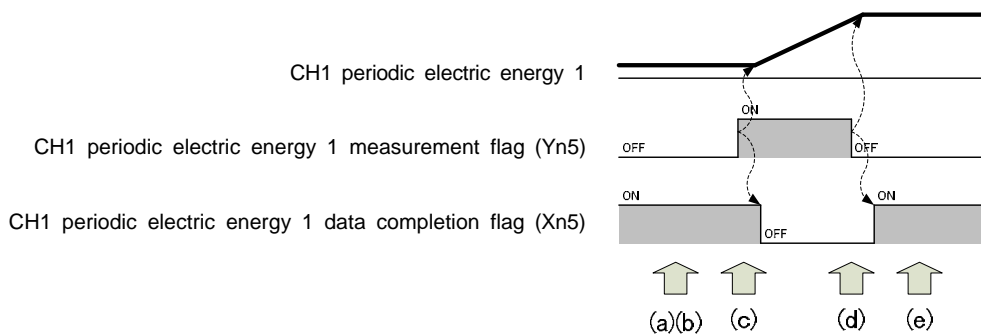 CH1 periodic electric energy 1
ON
CH1 periodic electric energy 1 measurement flag (Yn5)
OFF
OFF
ON
ON
CH1 periodic electric energy 1 data completion flag (Xn5)
OFF
(a)(b) (c) (d) (e)